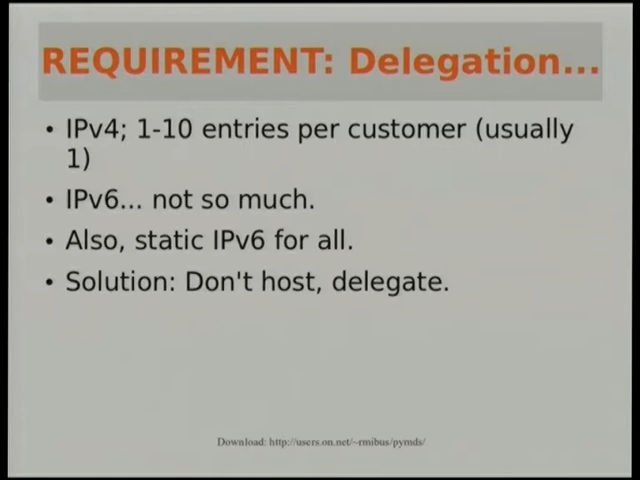 REQUIREMENT: Delegation...
• IPv4; 1-10 entries per customer (usually
1)
• IPv6... not so much.
• Also, static IPv6 for all.
• Solution: Don't host, delegate.
Download: http://users.on.net/~rmibus/pymds/